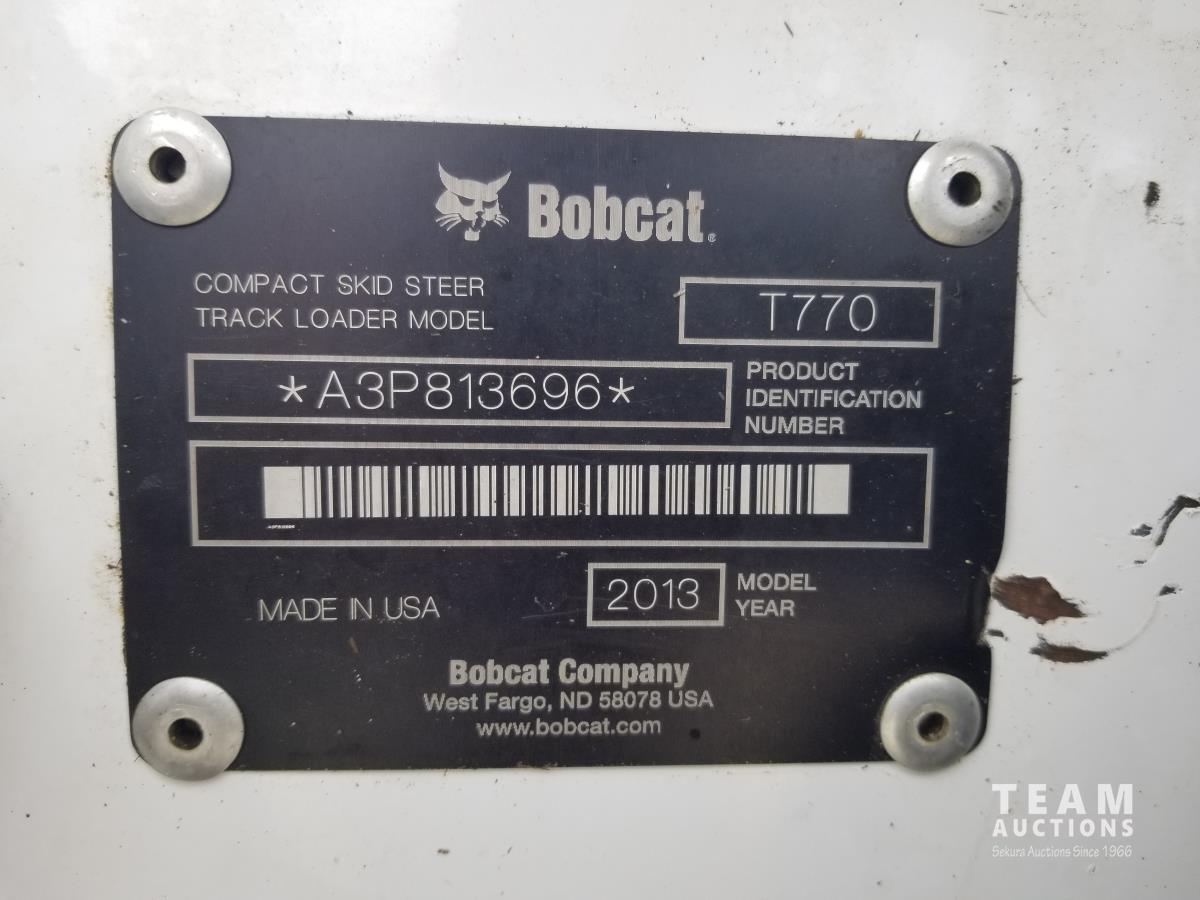 Bobcat®
COMPACT SKID STEER
TRACK LOADER MODEL
T770
*A3P813696*
PRODUCT
IDENTIFICATION
NUMBER
A3P813696
MADE IN USA
2013
MODEL
YEAR
Bobcat Company
West Fargo, ND 58078 USA
www.bobcat.com
TEAM
AUCTIONS
Sekura Auctions Since 1966